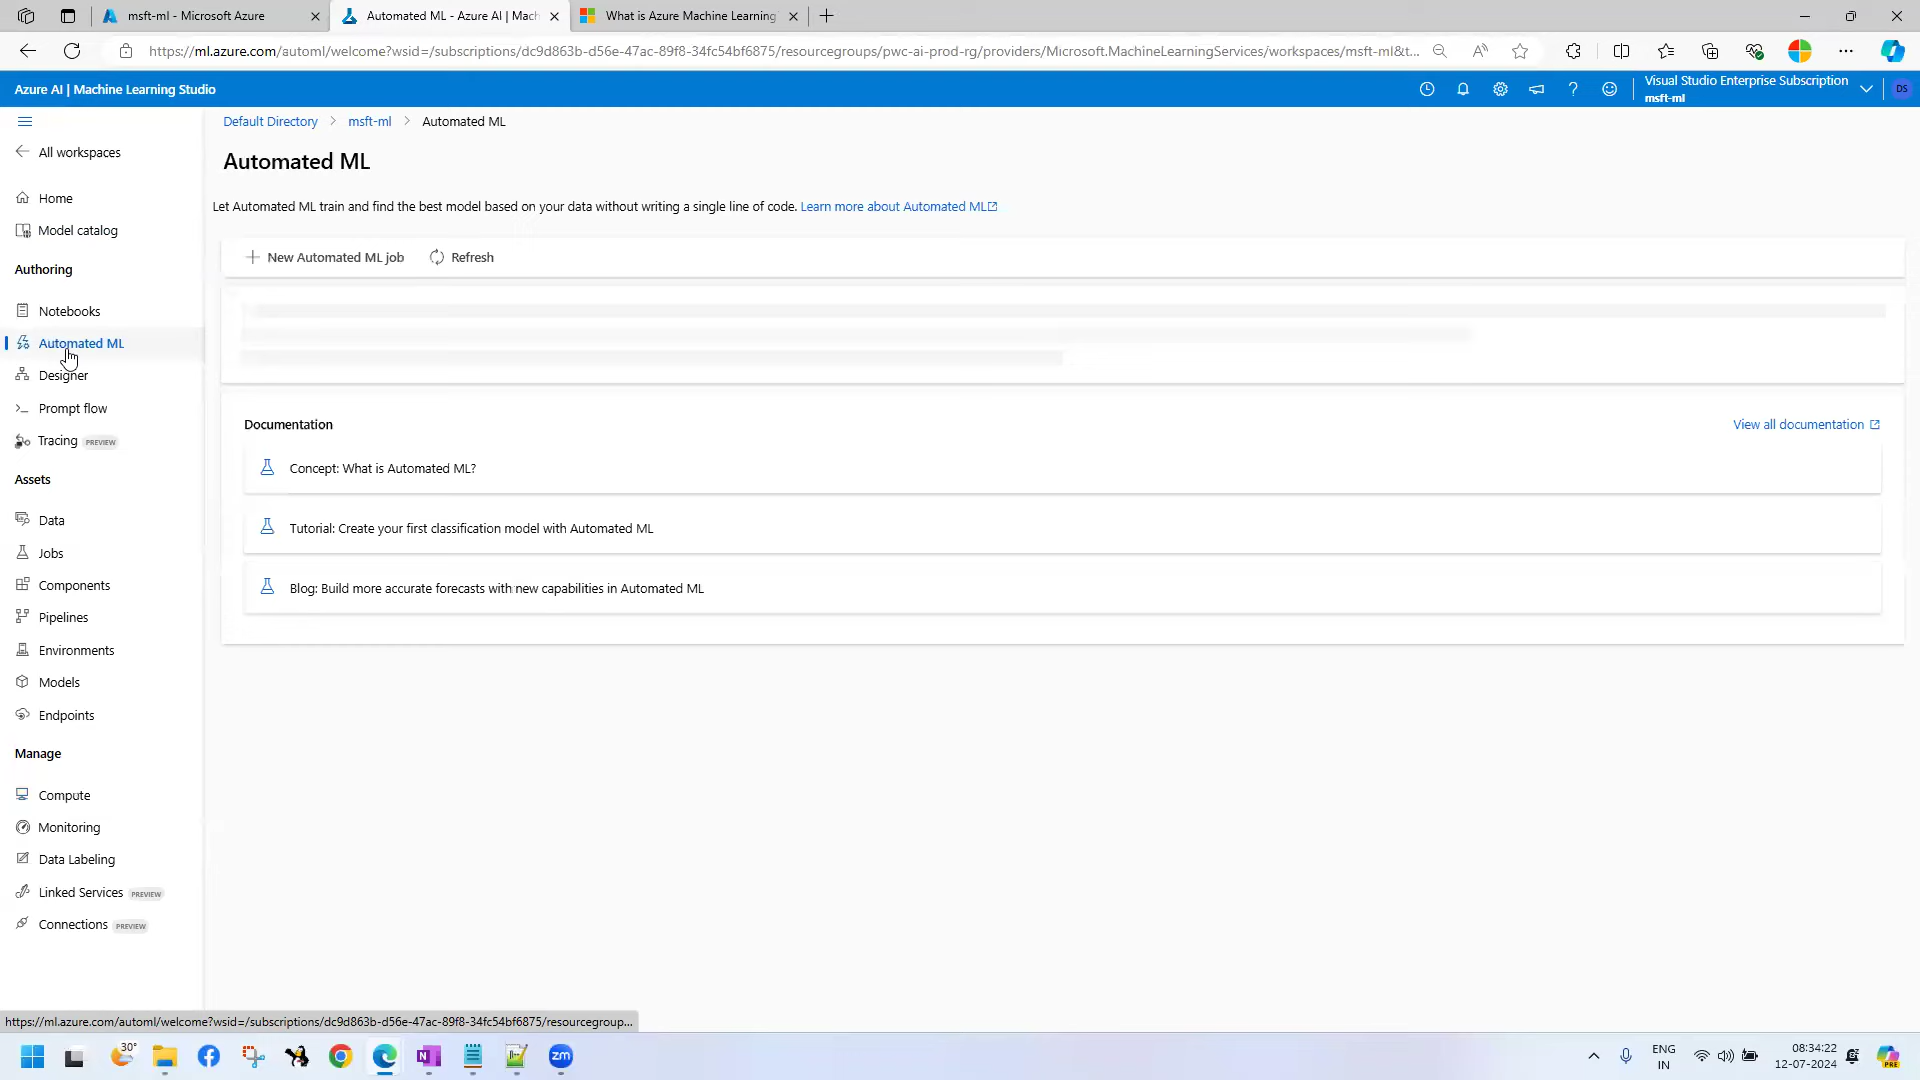 msft-ml - Microsoft Azure
Automated ML - Azure AI | Mach
What is Azure Machine Learning
https://ml.azure.com/automl/welcome?wsid=/subscriptions/dc9d863b-d56e-47ac-89f8-34fc54bf6875/resourcegroups/pwc-ai-prod-rg/providers/Microsoft.MachineLearningServices/workspaces/msft-ml&t...
Azure AI | Machine Learning Studio
Visual Studio Enterprise Subscription
msft-ml
DS
Default Directory > msft-ml > Automated ML
All workspaces
Home
Model catalog
Authoring
Notebooks
Automated ML
Designer
Prompt flow
Tracing PREVIEW
Assets
Data
Jobs
Components
Pipelines
Environments
Models
Endpoints
Manage
Compute
Monitoring
Data Labeling
Linked Services PREVIEW
Connections PREVIEW
Automated ML
Let Automated ML train and find the best model based on your data without writing a single line of code. Learn more about Automated ML
New Automated ML job
Refresh
Documentation
View all documentation
Concept: What is Automated ML?
Tutorial: Create your first classification model with Automated ML
Blog: Build more accurate forecasts with new capabilities in Automated ML
https://ml.azure.com/automl/welcome?wsid=/subscriptions/dc9d863b-d56e-47ac-89f8-34fc54bf6875/resourcegroup...
30°
zm
ENG
IN
08:34:22
12-07-2024
PRE